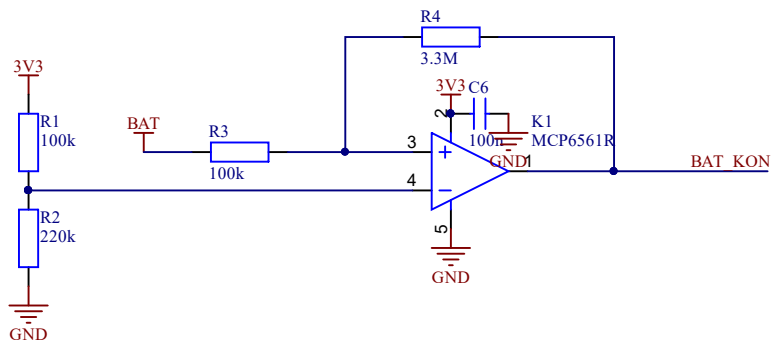 R4
3.3M
3V3
R1
100k
BAT
R3
100k
3V3
C6
100n
2
GND
K1
MCP6561R
3
+
1
BAT_KON
4
−
R2
220k
5
GND
GND